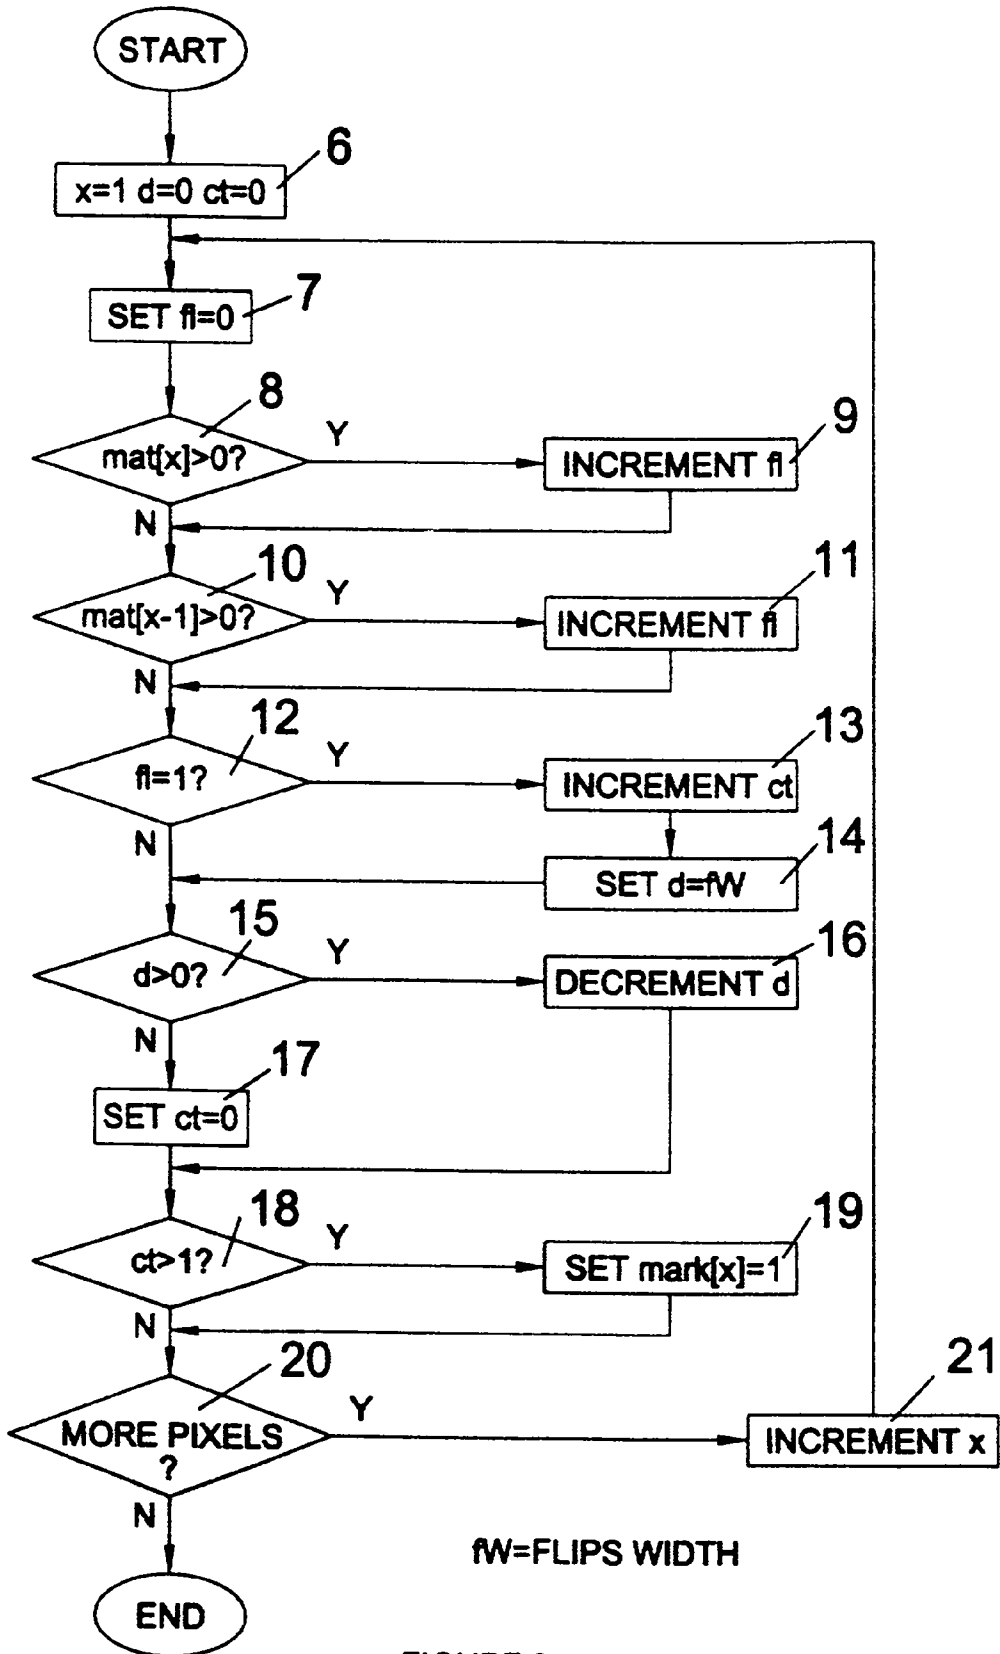 START
6
x=1 d=0 ct=0
7
SET fl=0
8
mat[x]>0?
Y
9
INCREMENT fl
N
10
mat[x-1]>0?
Y
11
INCREMENT fl
N
12
fl=1?
Y
13
INCREMENT ct
N
14
SET d=fW
15
d>0?
Y
16
DECREMENT d
N
17
SET ct=0
18
ct>1?
Y
19
SET mark[x]=1
N
20
MORE PIXELS
?
Y
21
INCREMENT x
N
fW=FLIPS WIDTH
END